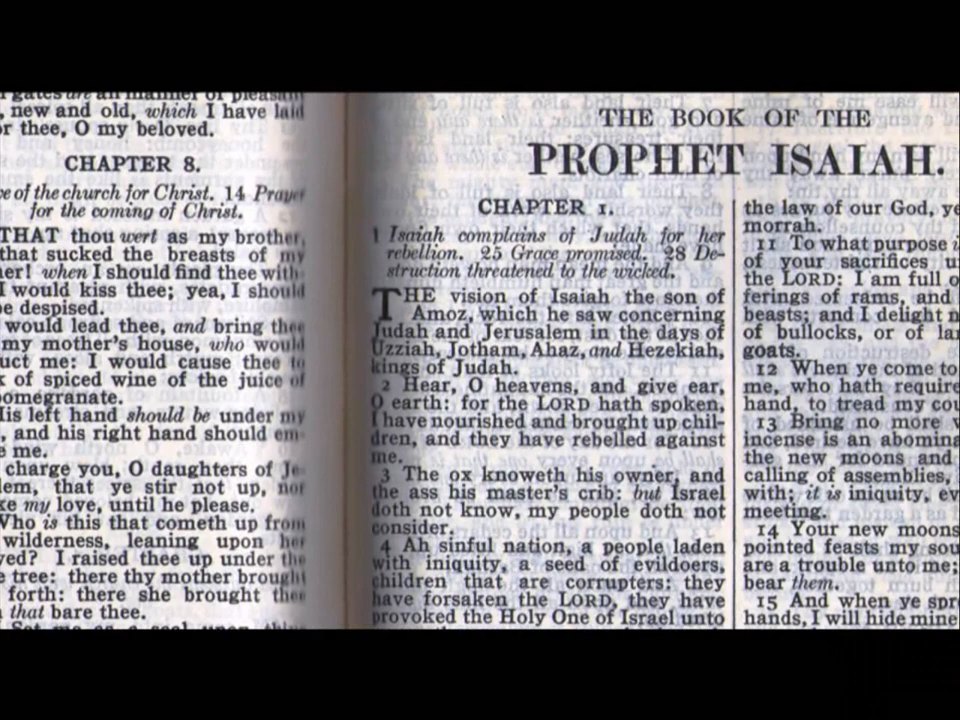 new and old, which I have laid
thee, O my beloved.
CHAPTER 8.
of the church for Christ. 14 Prayer
for the coming of Christ.
THAT thou wert as my brother,
that sucked the breasts of my
when I should find thee with-
I would kiss thee; yea, I should
be despised.
would lead thee, and bring thee
my mother's house, who would
me: I would cause thee to
of spiced wine of the juice of
left hand should be under my
and his right hand should em-
me.
charge you, O daughters of Je-
that ye stir not up, nor
my love, until he please.
Who is this that cometh up from
wilderness, leaning upon her
I raised thee up under the
tree: there thy mother brought
forth: there she brought thee
that bare thee.
THE BOOK OF THE
PROPHET ISAIAH.
CHAPTER 1.
1 Isaiah complains of Judah for her
rebellion. 25 Grace promised. 28 De-
struction threatened to the wicked.
THE vision of Isaiah the son of
Amoz, which he saw concerning
Judah and Jerusalem in the days of
Uzziah, Jotham, Ahaz, and Hezekiah,
kings of Judah.
2 Hear, O heavens, and give ear,
O earth: for the LORD hath spoken,
I have nourished and brought up chil-
dren, and they have rebelled against
me.
3 The ox knoweth his owner, and
the ass his master's crib: but Israel
doth not know, my people doth not
consider.
4 Ah sinful nation, a people laden
with iniquity, a seed of evildoers,
children that are corrupters: they
have forsaken the LORD, they have
provoked the Holy One of Israel unto
the law of our God, ye
morrah.
11 To what purpose
of your sacrifices
the LORD: I am full o
ferings of rams, and
beasts; and I delight
of bullocks, or of
goats.
12 When ye come to
me, who hath require
hand, to tread my
13 Bring no more
incense is an abomina
the new moons and
calling of assemblies,
with; it is iniquity,
meeting.
14 Your new moons
pointed feasts my
are a trouble unto me;
bear them.
15 And when ye
hands, I will hide mine